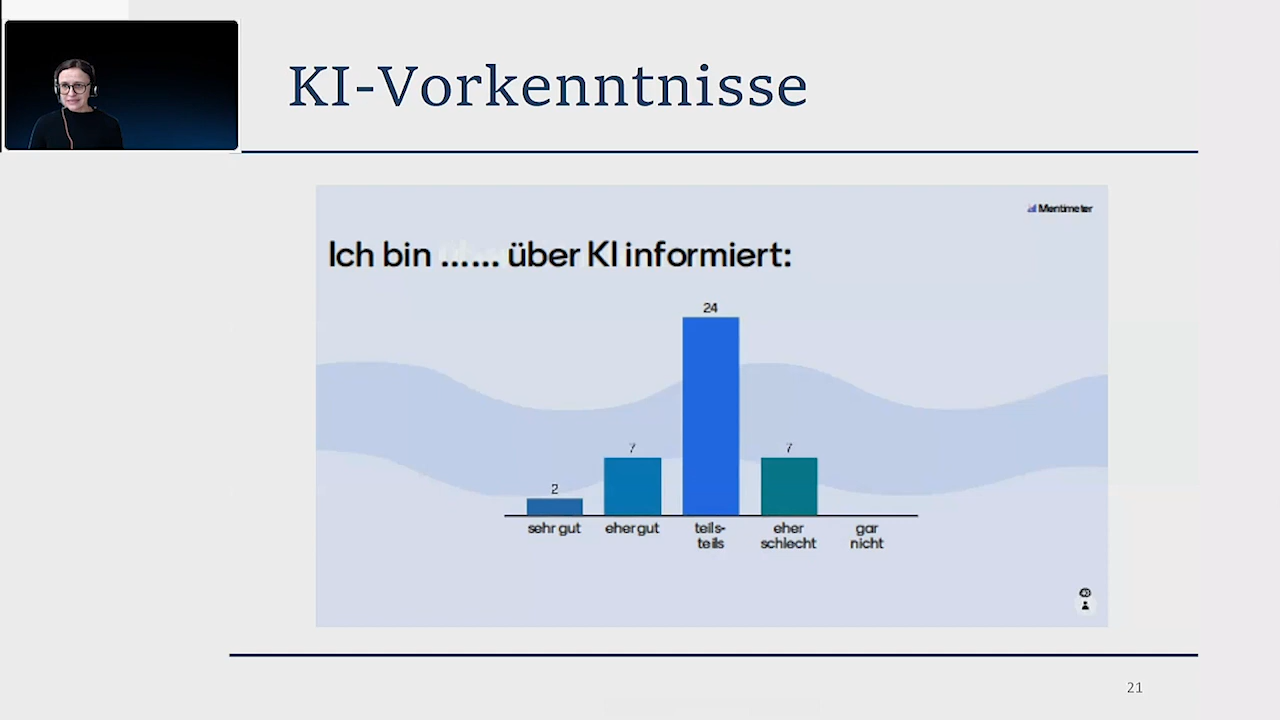 KI-Vorkenntnisse
Mentimeter
Ich bin ...... über KI informiert:
24
7
7
2
sehr gut
eher gut
teils-
teils
eher
schlecht
gar
nicht
21